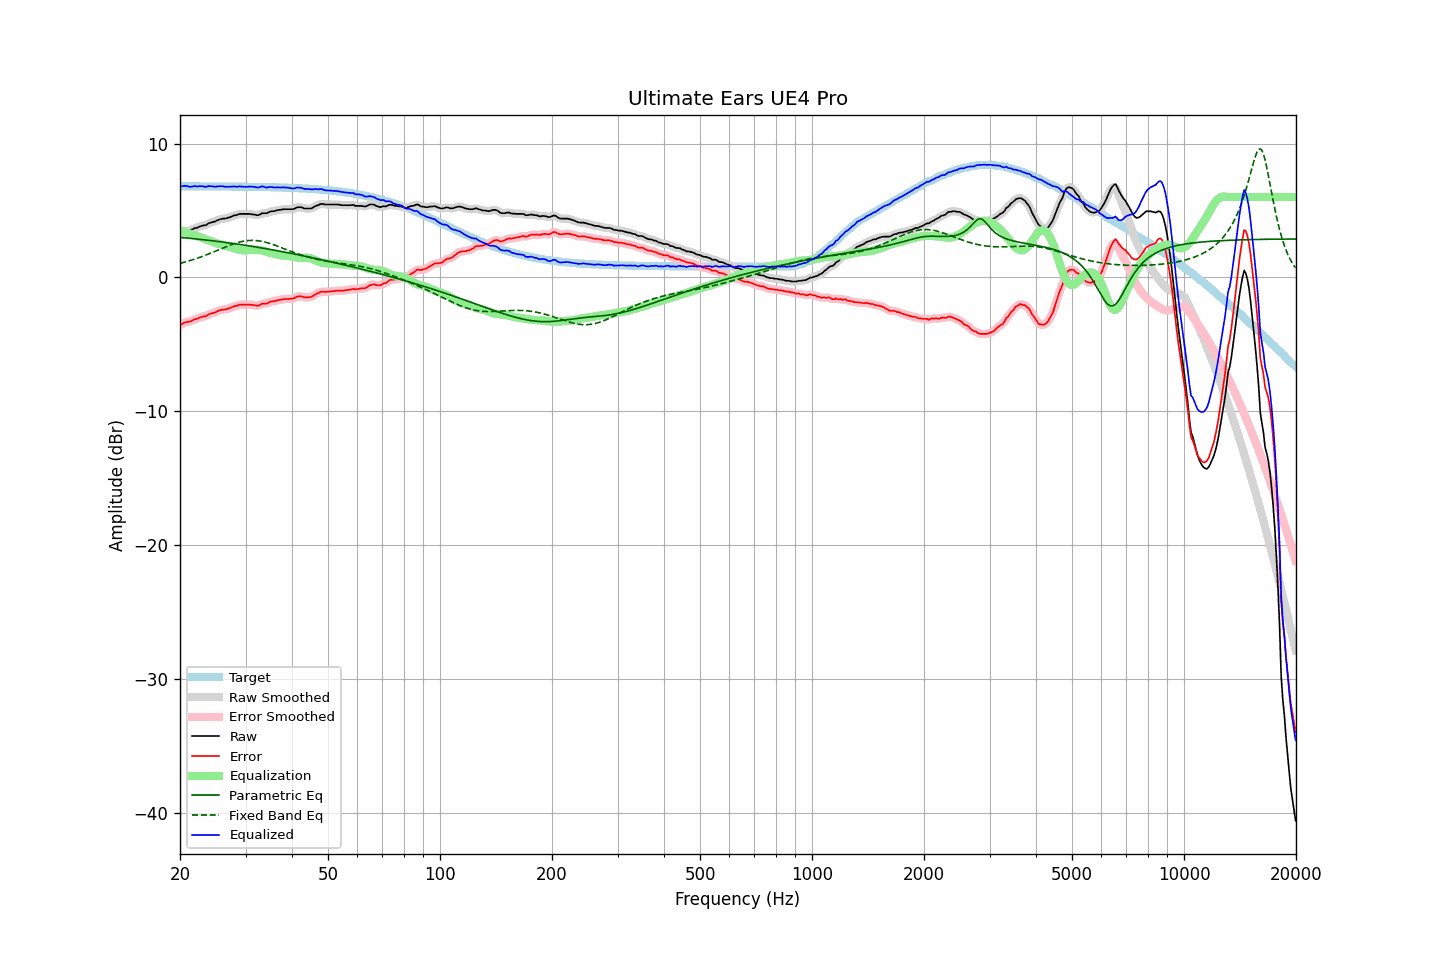 Ultimate Ears UE4 Pro
10
0
−10
−20
−30
−40
Amplitude (dBr)
Target
Raw Smoothed
Error Smoothed
Raw
Error
Equalization
Parametric Eq
Fixed Band Eq
Equalized
20 50 100 200 500 1000 2000 5000 10000 20000
Frequency (Hz)